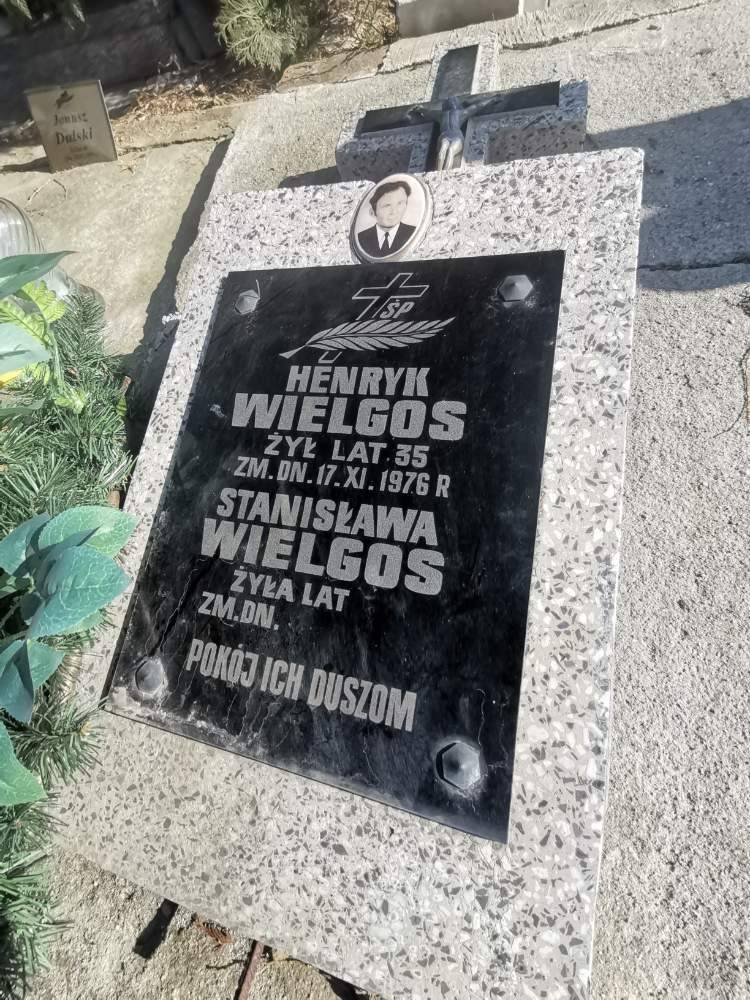 Janusz
Dulski
ŚP
HENRYK
WIELGOS
ŻYŁ LAT 35
ZM.DN.17.XI.1976 R
STANISŁAWA
WIELGOS
ŻYŁA LAT
ZM.DN.
POKÓJ ICH DUSZOM